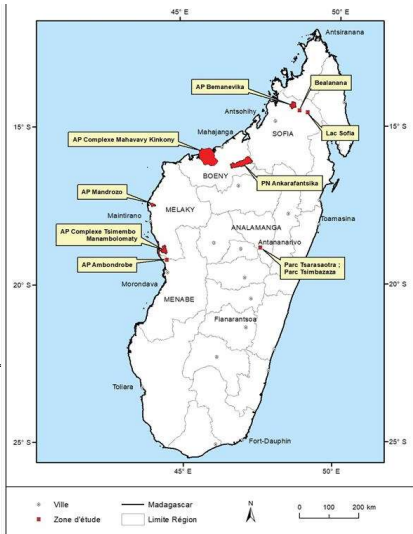 45° E
50° E
Antsiranana
AP Bemanevika
Bealanana
Antsohihy
15° S
15° S
Mahajanga
SOFIA
Lac Sofia
AP Complexe Mahavavy Kinkony
BOENY
PN Ankarafantsika
AP Mandrozo
MELAKY
Maintirano
Toamasina
AP Complexe Tsimembo
Manambolomaty
ANALAMANGA
Antananarivo
AP Ambondrobe
Parc Tsarasaotra ;
Parc Tsimbazaza
20° S
20° S
Morondava
MENABE
Fianarantsoa
Toliara
25° S
25° S
Fort-Dauphin
45° E
50° E
Ville
Madagascar
N
0 100 200 km
Zone d'étude
Limite Région